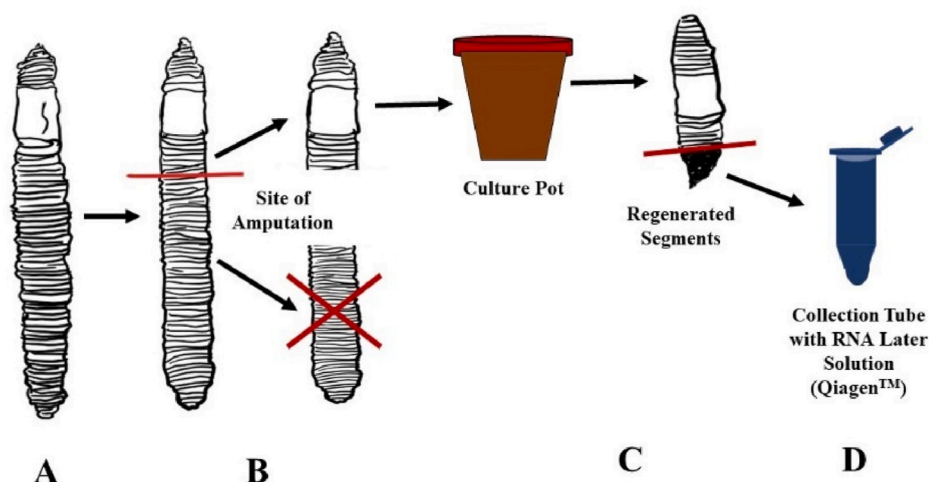 Site of
Amputation
Culture Pot
Regenerated
Segments
Collection Tube
with RNA Later
Solution
(Qiagen™)
A
B
C
D